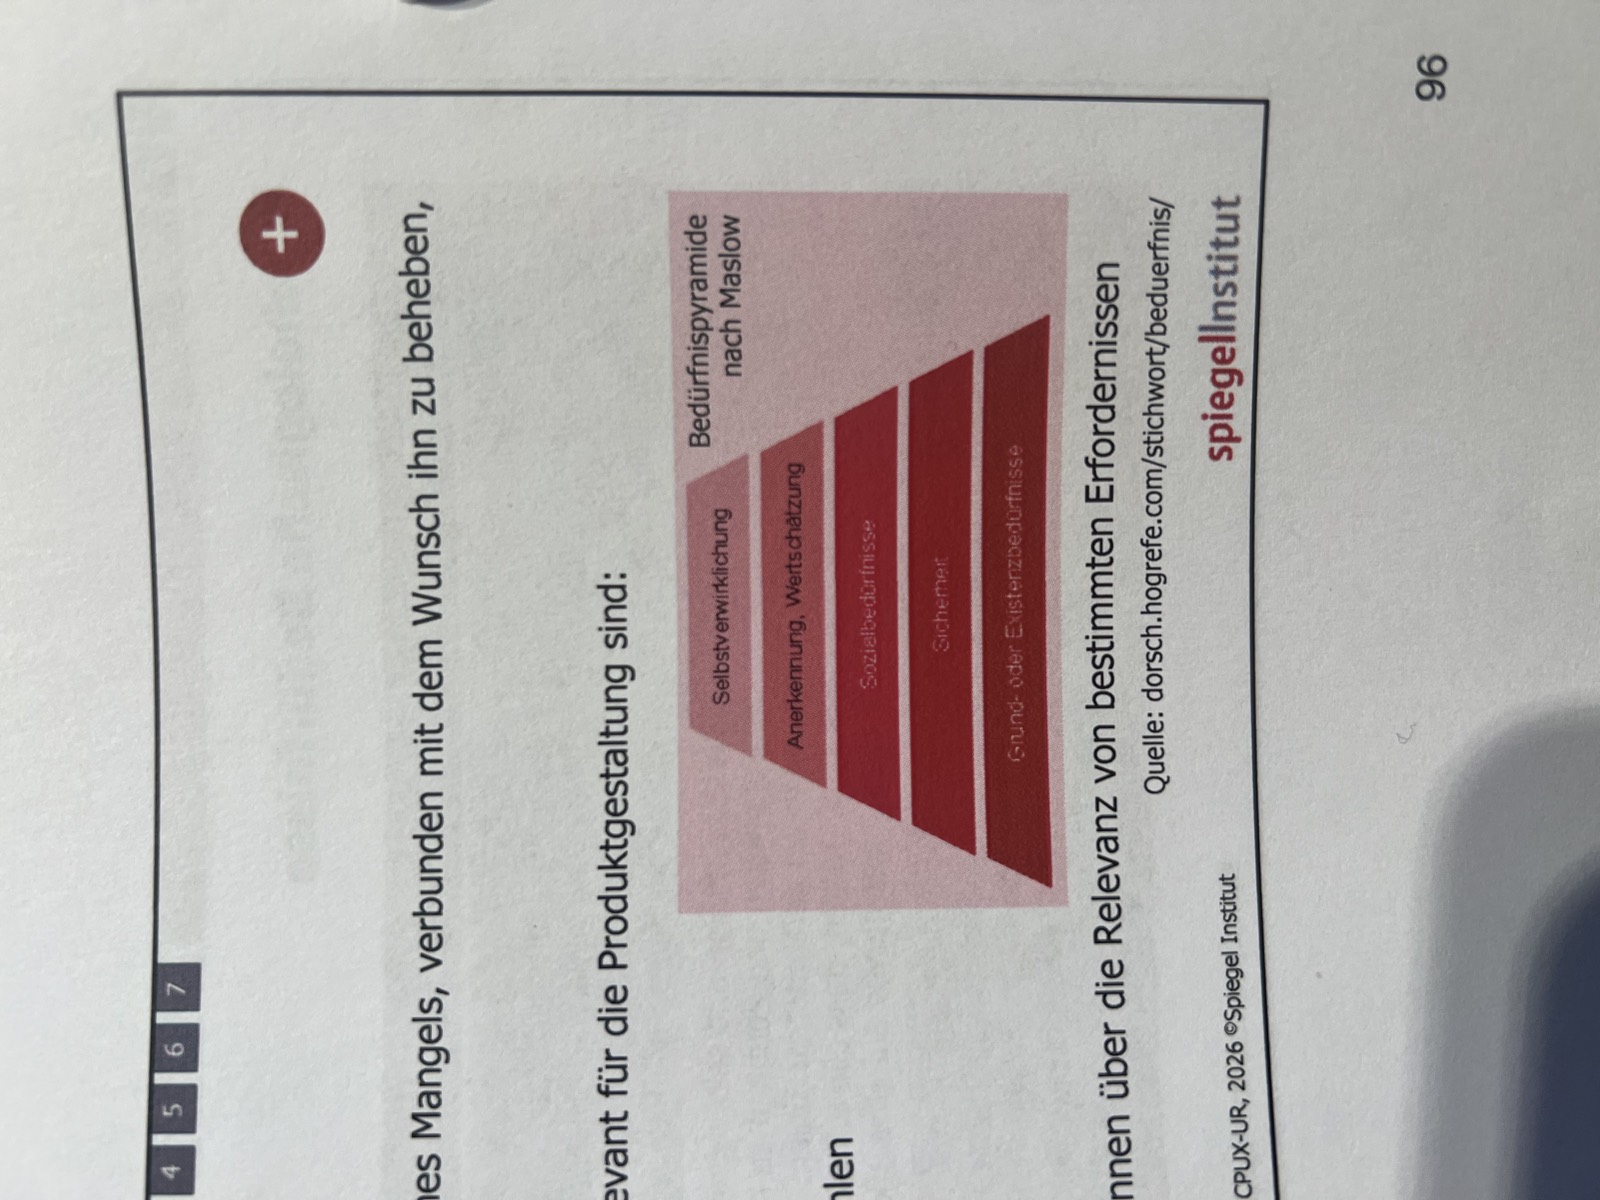 4 5 6 7
+
nes Mangels, verbunden mit dem Wunsch ihn zu beheben,
evant für die Produktgestaltung sind:
Bedürfnispyramide
nach Maslow
Selbstverwirklichung
Anerkennung, Wertschätzung
hlen
Sozialbedürfnisse
Sicherheit
Grund- oder Existenzbedürfnisse
nnen über die Relevanz von bestimmten Erfordernissen
Quelle: dorsch.hogrefe.com/stichwort/beduerfnis/
CPUX-UR, 2026 ©Spiegel Institut
spiegelInstitut
96